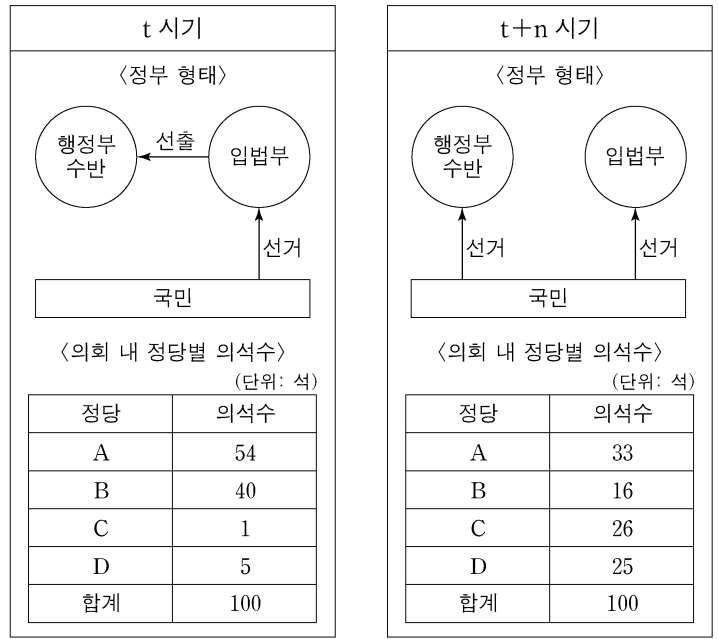 t 시기
〈정부 형태〉
행정부
수반
선출
입법부
선거
국민
〈의회 내 정당별 의석수〉
(단위: 석)
정당 의석수
A 54
B 40
C 1
D 5
합계 100
t+n 시기
〈정부 형태〉
행정부
수반
입법부
선거
선거
국민
〈의회 내 정당별 의석수〉
(단위: 석)
정당 의석수
A 33
B 16
C 26
D 25
합계 100